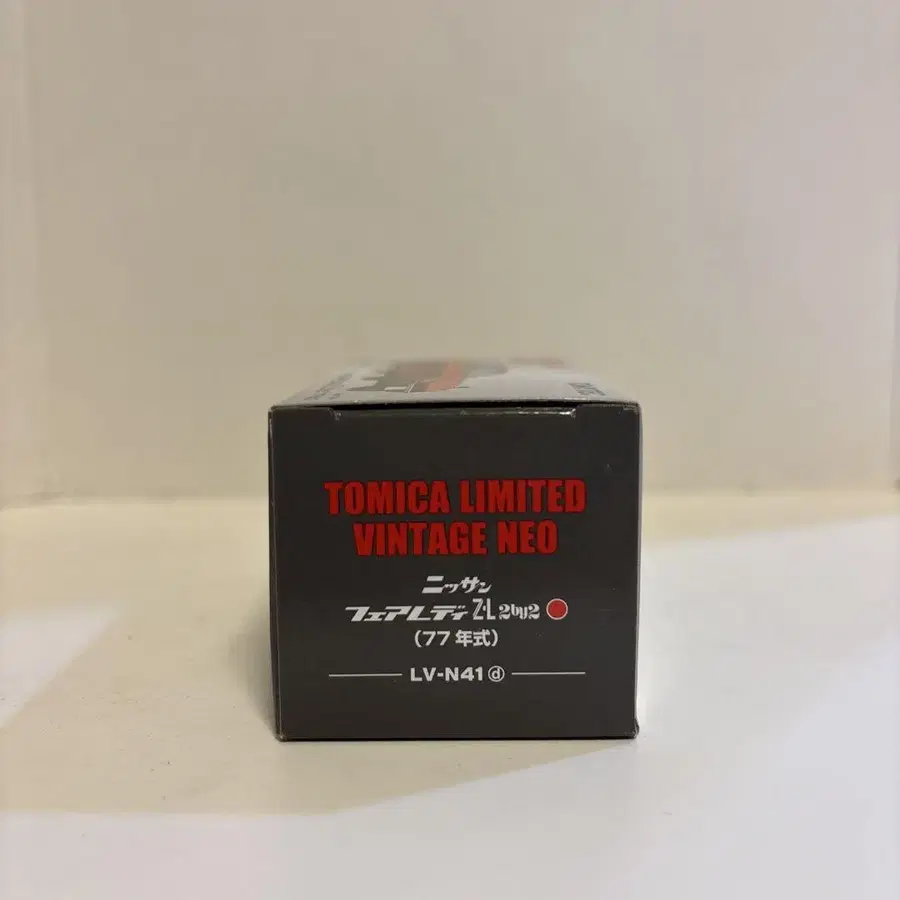 TOMICA LIMITED
VINTAGE NEO
ニッサン
フェアレディ Z-L 2by2
(77年式)
LV-N41ⓓ